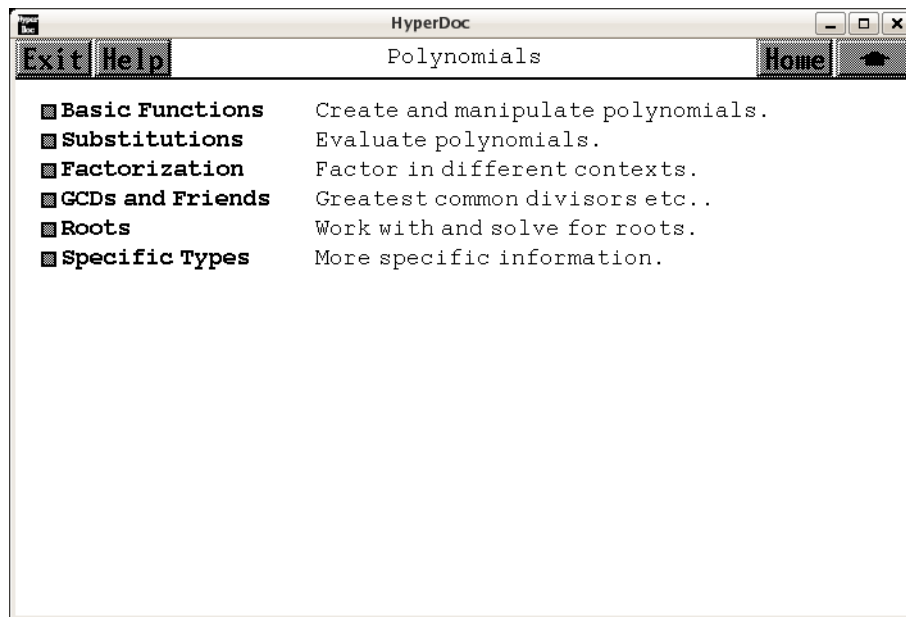 Hyper
Doc
HyperDoc
Exit Help Polynomials Home
Basic Functions Create and manipulate polynomials.
Substitutions Evaluate polynomials.
Factorization Factor in different contexts.
GCDs and Friends Greatest common divisors etc..
Roots Work with and solve for roots.
Specific Types More specific information.